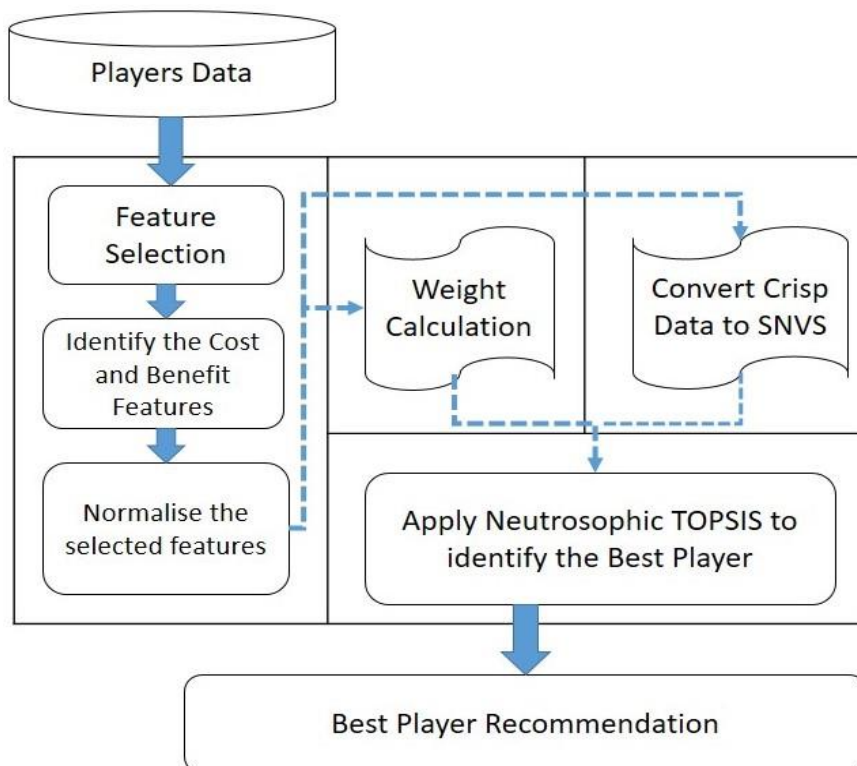 Players Data
Feature
Selection
Identify the Cost
and Benefit
Features
Normalise the
selected features
Weight
Calculation
Convert Crisp
Data to SNVS
Apply Neutrosophic TOPSIS to
identify the Best Player
Best Player Recommendation